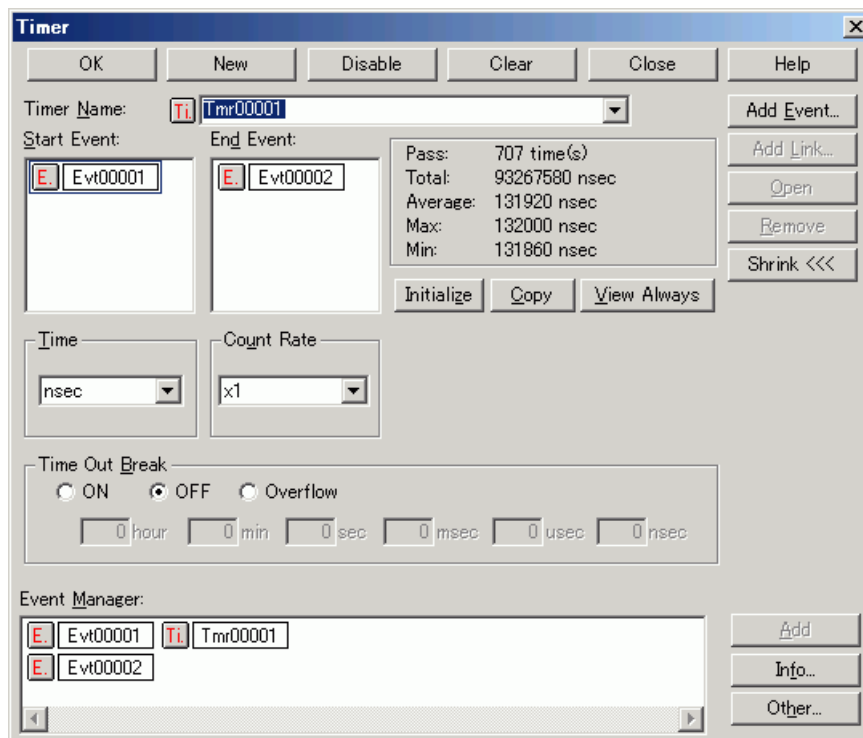 Timer
OK New Disable Clear Close Help
Timer Name: Ti. Tmr00001 Add Event...
Start Event: End Event: Add Link...
E. Evt00001 E. Evt00002 Open
Pass: 707 time(s)
Total: 93267580 nsec
Average: 131920 nsec
Max: 132000 nsec
Min: 131860 nsec
Remove
Shrink <<<
Initialize Copy View Always
Time Count Rate
nsec x1
Time Out Break
ON OFF Overflow
0 hour 0 min 0 sec 0 msec 0 usec 0 nsec
Event Manager:
E. Evt00001 Ti. Tmr00001 Add
E. Evt00002 Info...
Other...